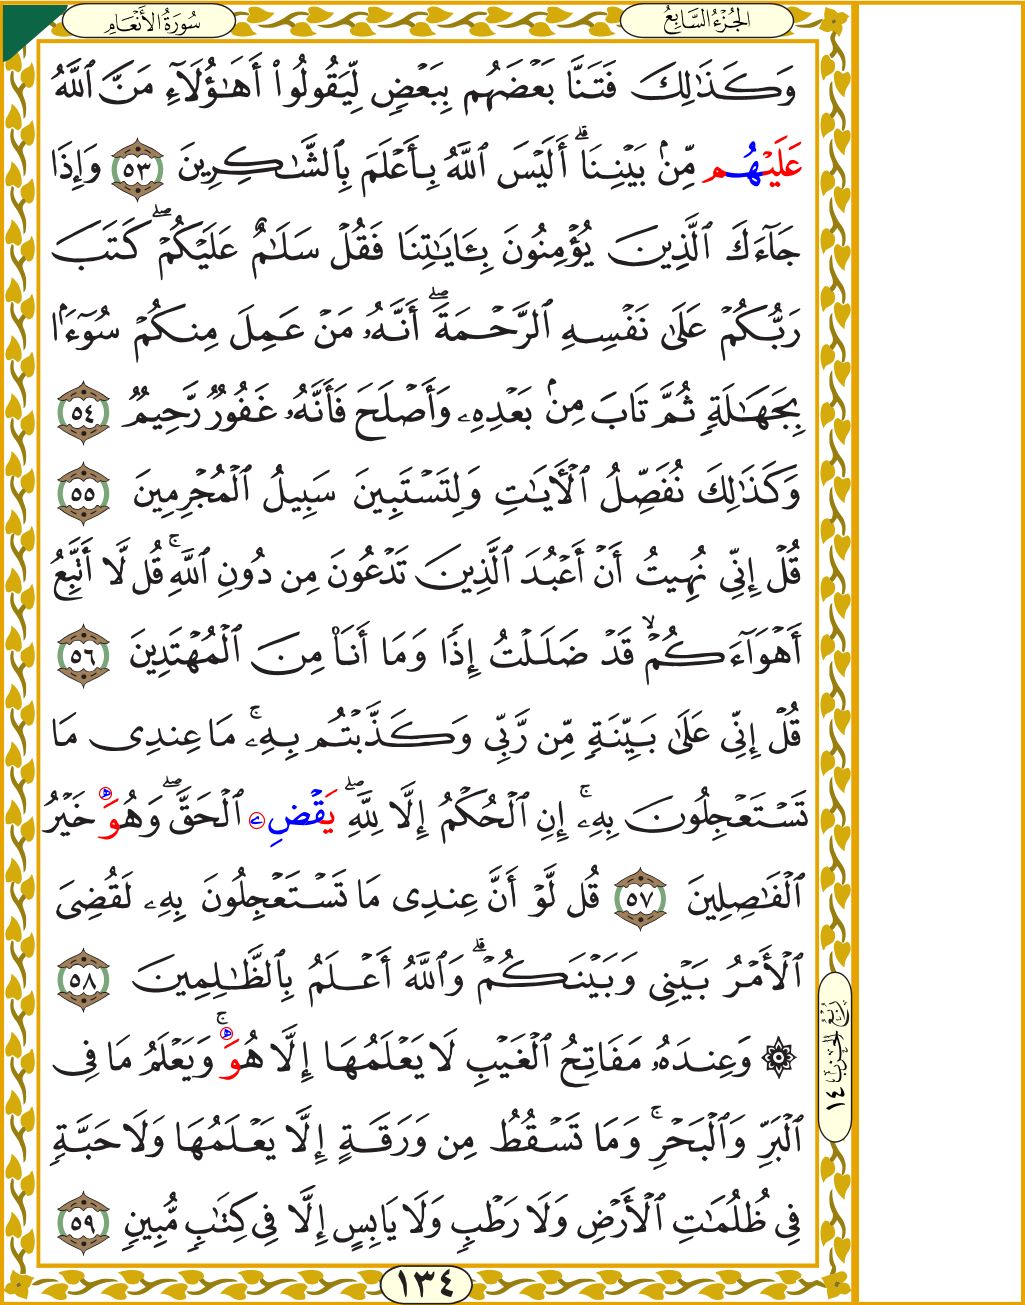 الجُزْءُ السَّابِعُ
سُورَةُ الأَنْعَامِ
وَكَذَٰلِكَ فَتَنَّا بَعْضَهُم بِبَعْضٍ لِّيَقُولُوا۟ أَهَـٰٓؤُلَآءِ مَنَّ ٱللَّهُ
عَلَيْهُم مِّنۢ بَيْنِنَآۗ أَلَيْسَ ٱللَّهُ بِأَعْلَمَ بِٱلشَّـٰكِرِينَ ٥٣ وَإِذَا
جَآءَكَ ٱلَّذِينَ يُؤْمِنُونَ بِـَٔايَـٰتِنَا فَقُلْ سَلَـٰمٌ عَلَيْكُمْۖ كَتَبَ
رَبُّكُمْ عَلَىٰ نَفْسِهِ ٱلرَّحْمَةَۖ أَنَّهُۥ مَنْ عَمِلَ مِنكُمْ سُوٓءَۢا
بِجَهَـٰلَةٍ ثُمَّ تَابَ مِنۢ بَعْدِهِۦ وَأَصْلَحَ فَأَنَّهُۥ غَفُورٌ رَّحِيمٌ ٥٤
وَكَذَٰلِكَ نُفَصِّلُ ٱلْـَٔايَـٰتِ وَلِتَسْتَبِينَ سَبِيلُ ٱلْمُجْرِمِينَ ٥٥
قُلْ إِنِّى نُهِيتُ أَنْ أَعْبُدَ ٱلَّذِينَ تَدْعُونَ مِن دُونِ ٱللَّهِۚ قُل لَّآ أَتَّبِعُ
أَهْوَآءَكُمْۙ قَدْ ضَلَلْتُ إِذًا وَمَآ أَنَا۠ مِنَ ٱلْمُهْتَدِينَ ٥٦
قُلْ إِنِّى عَلَىٰ بَيِّنَةٍ مِّن رَّبِّى وَكَذَّبْتُم بِهِۦۚ مَا عِندِى مَا
تَسْتَعْجِلُونَ بِهِۦٓۚ إِنِ ٱلْحُكْمُ إِلَّا لِلَّهِۖ يَقْضِے ٱلْحَقَّۖ وَهُوَ خَيْرُ
ٱلْفَـٰصِلِينَ ٥٧ قُل لَّوْ أَنَّ عِندِى مَا تَسْتَعْجِلُونَ بِهِۦ لَقُضِىَ
ٱلْأَمْرُ بَيْنِى وَبَيْنَكُمْۗ وَٱللَّهُ أَعْلَمُ بِٱلظَّـٰلِمِينَ ٥٨
۞ وَعِندَهُۥ مَفَاتِحُ ٱلْغَيْبِ لَا يَعْلَمُهَآ إِلَّا هُوَۚ وَيَعْلَمُ مَا فِى
ٱلْبَرِّ وَٱلْبَحْرِۚ وَمَا تَسْقُطُ مِن وَرَقَةٍ إِلَّا يَعْلَمُهَا وَلَا حَبَّةٍ
فِى ظُلُمَـٰتِ ٱلْأَرْضِ وَلَا رَطْبٍ وَلَا يَابِسٍ إِلَّا فِى كِتَـٰبٍ مُّبِينٍ ٥٩
رُبْعُ الحِزْبِ ١٤
١٣٤